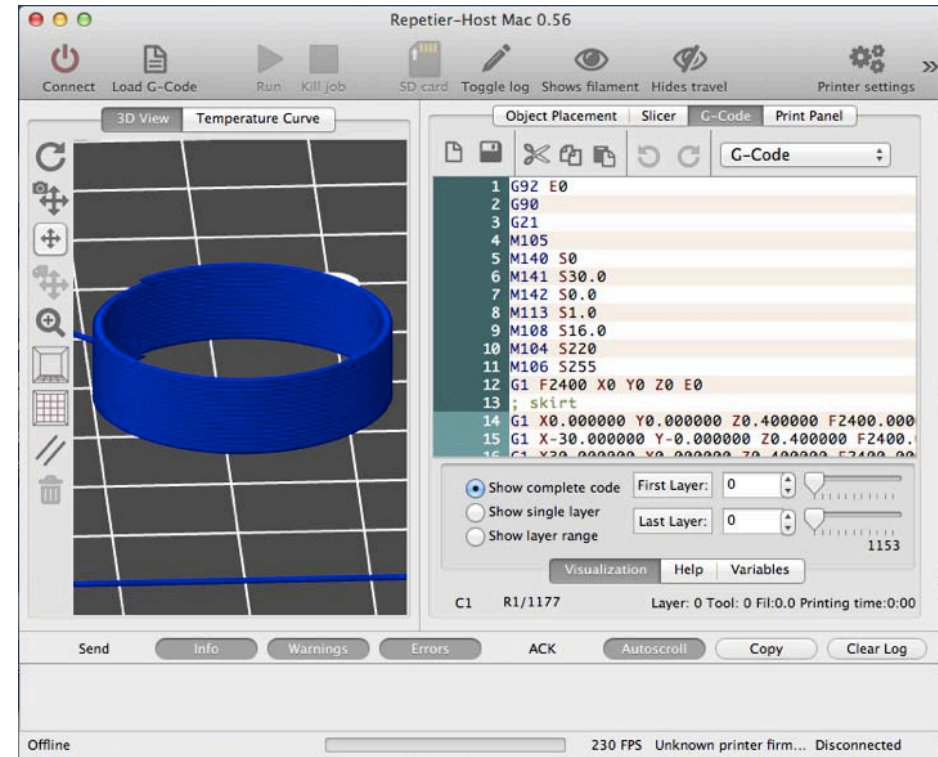 Repetier-Host Mac 0.56
Connect Load G-Code Run Kill job SD card Toggle log Shows filament Hides travel Printer settings
3D View Temperature Curve
Object Placement Slicer G-Code Print Panel
G-Code
1 G92 E0
2 G90
3 G21
4 M105
5 M140 S0
6 M141 S30.0
7 M142 S0.0
8 M113 S1.0
9 M108 S16.0
10 M104 S220
11 M106 S255
12 G1 F2400 X0 Y0 Z0 E0
13 ; skirt
14 G1 X0.000000 Y0.000000 Z0.400000 F2400.000
15 G1 X-30.000000 Y-0.000000 Z0.400000 F2400.
Show complete code First Layer: 0
Show single layer Last Layer: 0
Show layer range 1153
Visualization Help Variables
C1 R1/1177 Layer: 0 Tool: 0 Fil:0.0 Printing time:0:00
Send Info Warnings Errors ACK Autoscroll Copy Clear Log
Offline 230 FPS Unknown printer firm... Disconnected